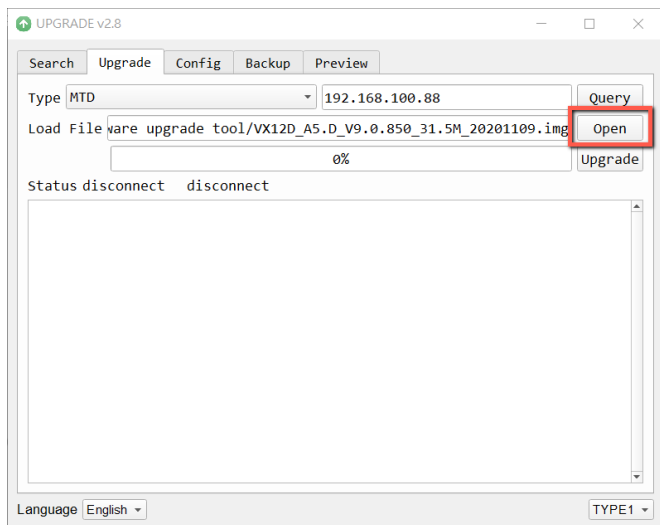 UPGRADE v2.8
Search Upgrade Config Backup Preview
Type MTD 192.168.100.88 Query
Load File ware upgrade tool/VX12D_A5.D_V9.0.850_31.5M_20201109.img Open
0% Upgrade
Status disconnect disconnect
Language English TYPE1